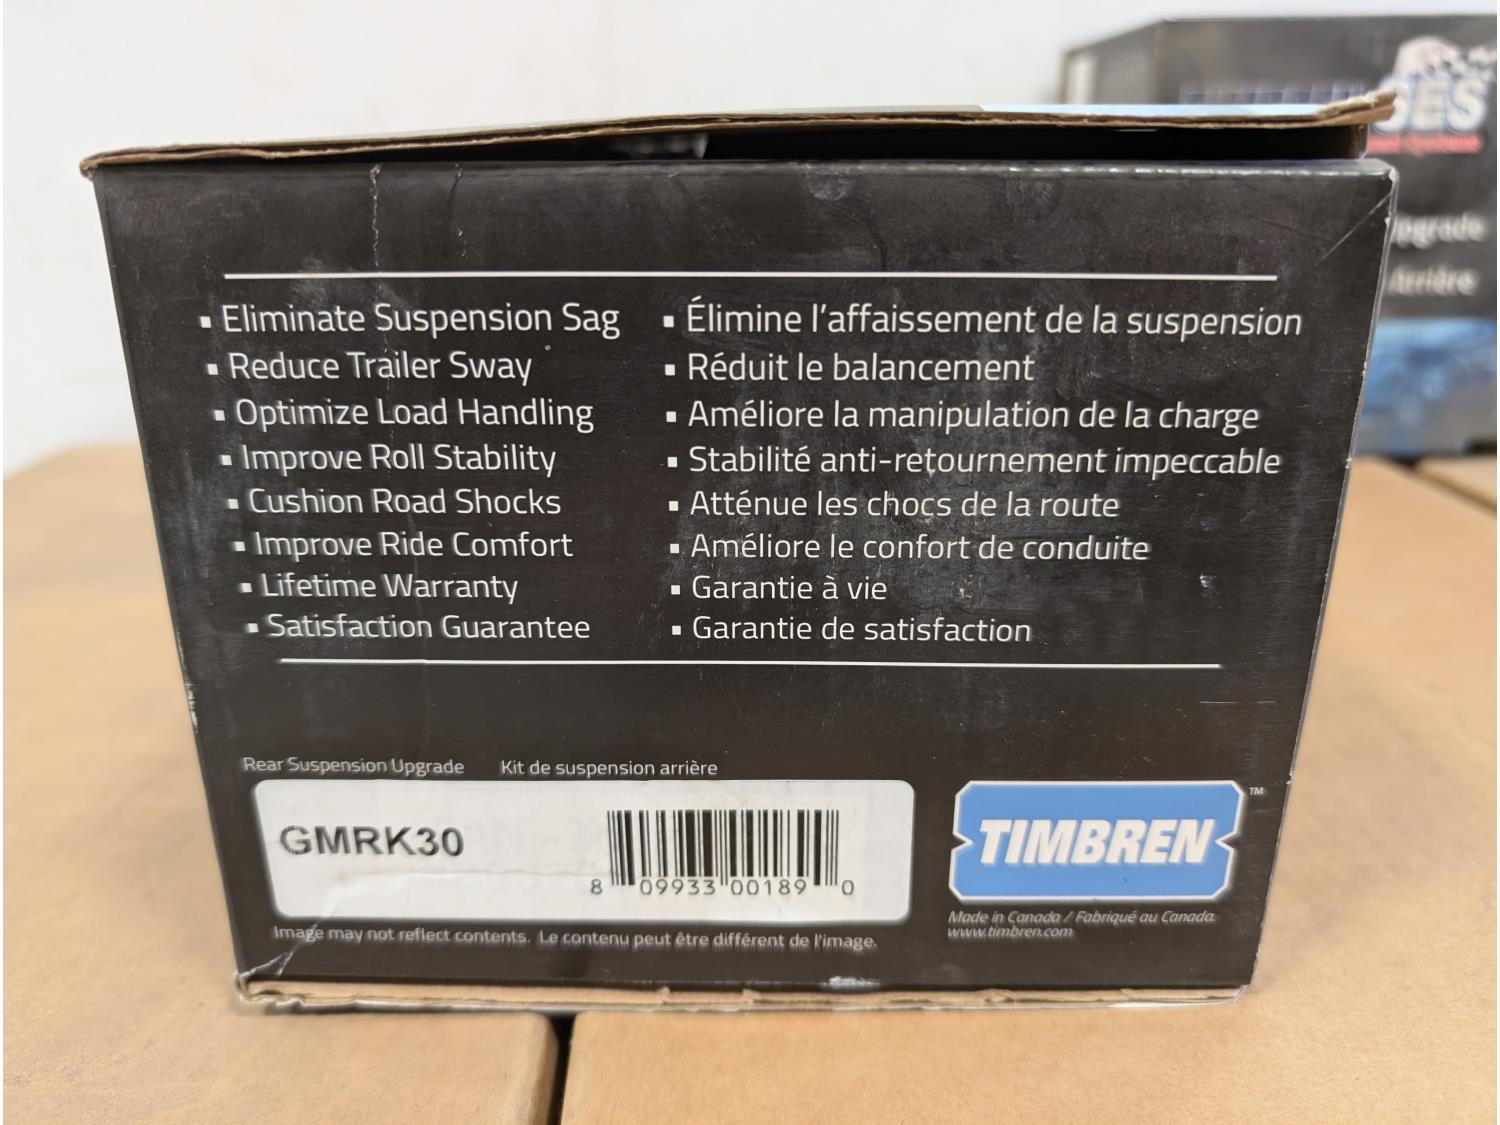 SES
Upgrade
Arrière
▪ Eliminate Suspension Sag
▪ Reduce Trailer Sway
▪ Optimize Load Handling
▪ Improve Roll Stability
▪ Cushion Road Shocks
▪ Improve Ride Comfort
▪ Lifetime Warranty
▪ Satisfaction Guarantee
▪ Élimine l'affaissement de la suspension
▪ Réduit le balancement
▪ Améliore la manipulation de la charge
▪ Stabilité anti-retournement impeccable
▪ Atténue les chocs de la route
▪ Améliore le confort de conduite
▪ Garantie à vie
▪ Garantie de satisfaction
Rear Suspension Upgrade Kit de suspension arrière
GMRK30
8 09933 00189 0
Image may not reflect contents. Le contenu peut être différent de l'image.
TIMBREN™
Made in Canada / Fabriqué au Canada
www.timbren.com